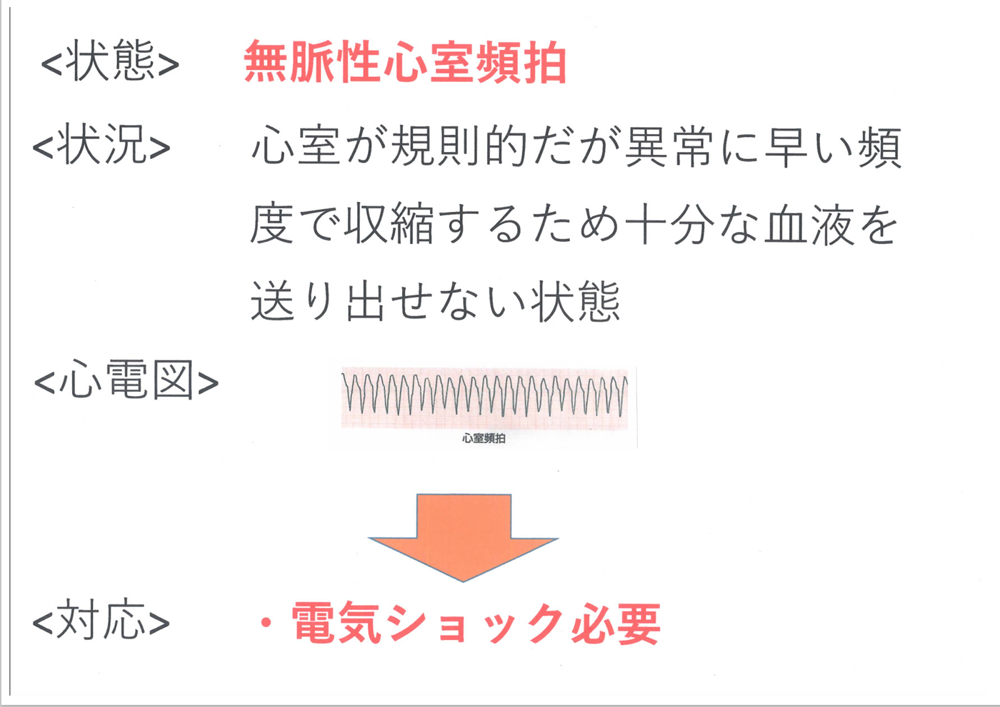 <状態> 無脈性心室頻拍
<状況> 心室が規則的だが異常に早い頻
度で収縮するため十分な血液を
送り出せない状態
<心電図>
心室頻拍
<対応> ・電気ショック必要